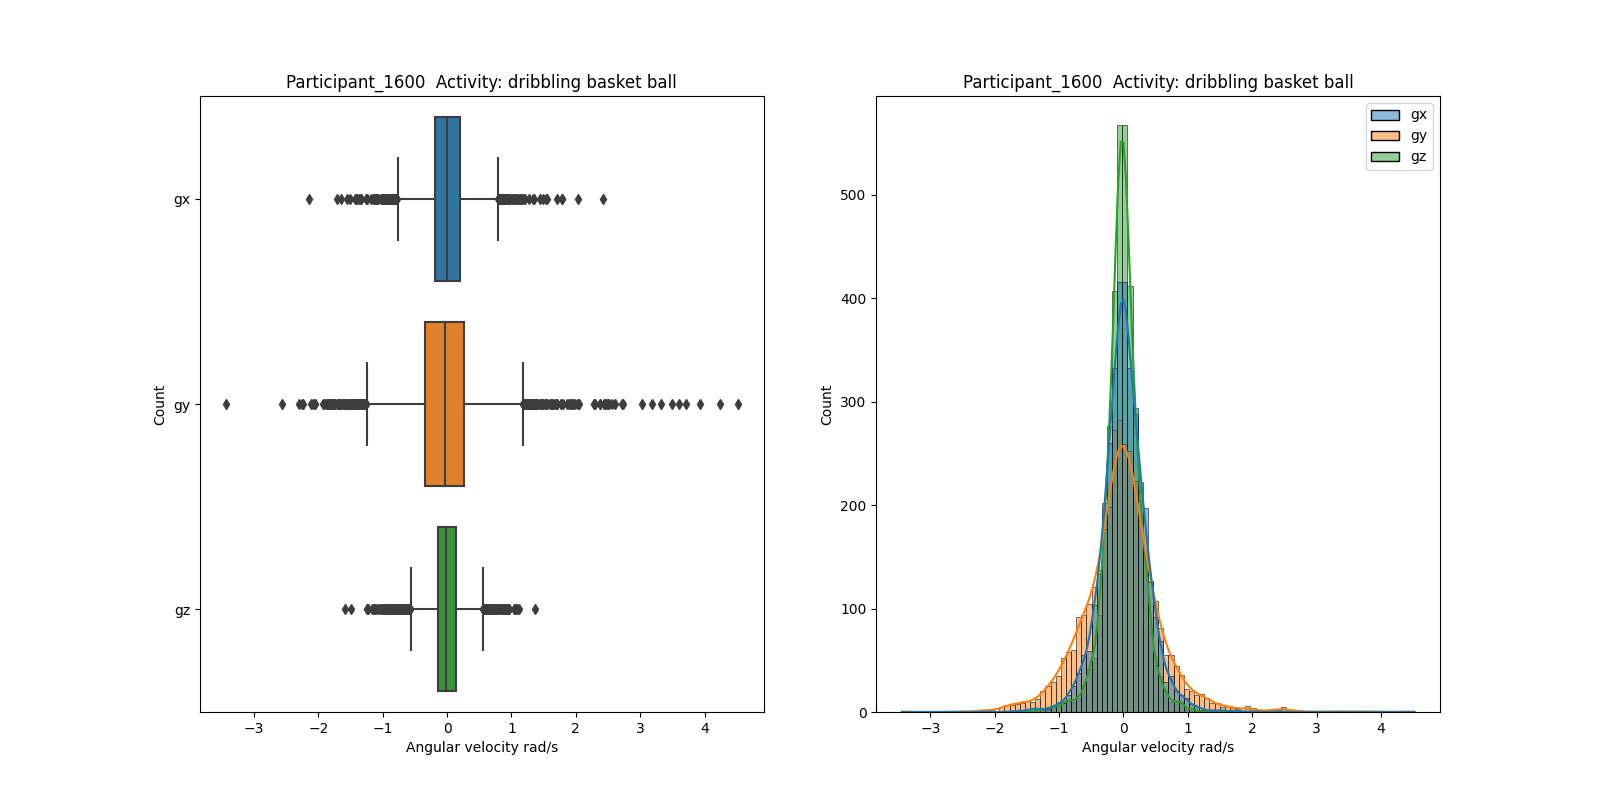 Participant_1600  Activity: dribbling basket ball
gx
gy
gz
Count
−3 −2 −1 0 1 2 3 4
Angular velocity rad/s
Participant_1600  Activity: dribbling basket ball
gx
gy
gz
500
400
300
200
100
0
Count
−3 −2 −1 0 1 2 3 4
Angular velocity rad/s